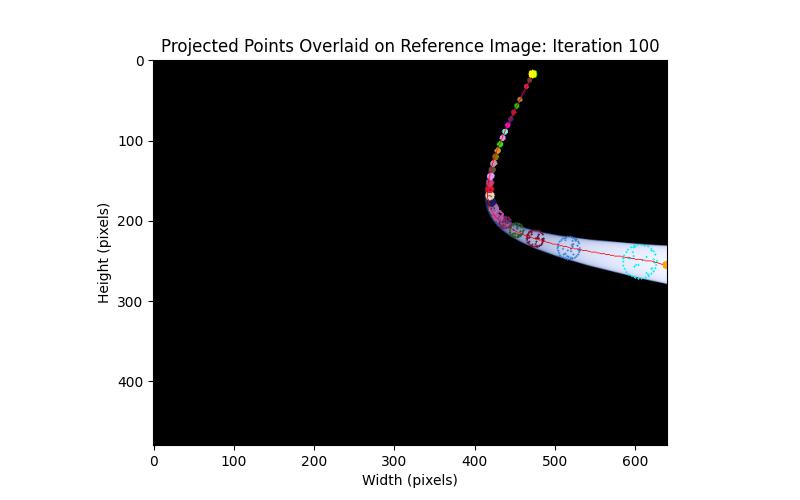 Projected Points Overlaid on Reference Image: Iteration 100
0
100
200
300
400
Height (pixels)
0 100 200 300 400 500 600
Width (pixels)